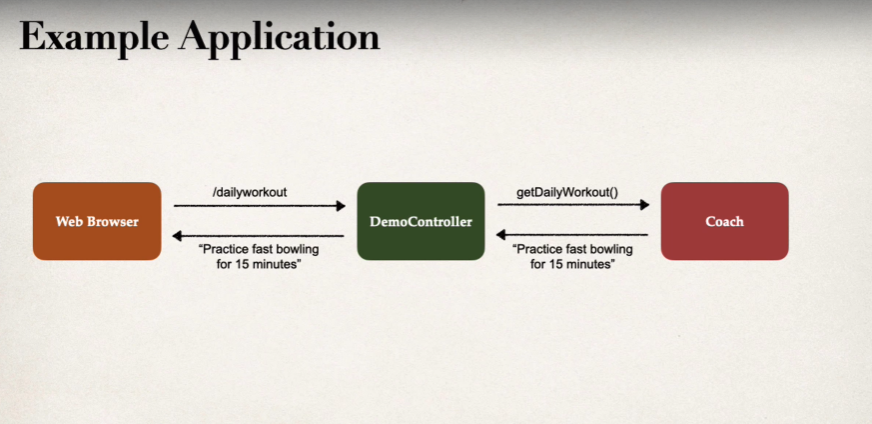 Example Application
/dailyworkout
getDailyWorkout()
Web Browser
DemoController
Coach
“Practice fast bowling
for 15 minutes”
“Practice fast bowling
for 15 minutes”